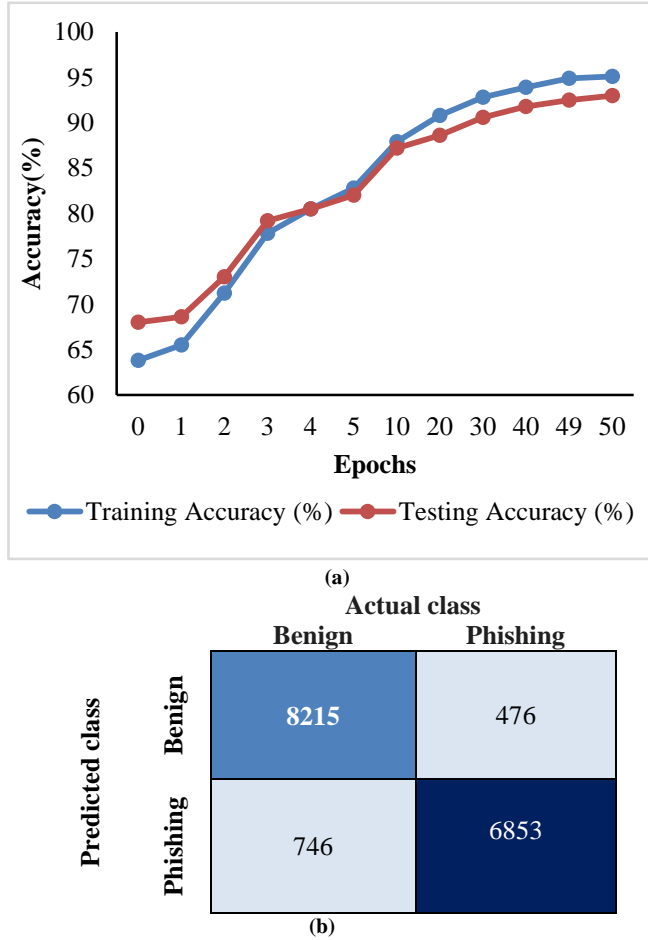 100
95
90
85
80
75
70
65
60
Accuracy(%)
0 1 2 3 4 5 10 20 30 40 49 50
Epochs
Training Accuracy (%) Testing Accuracy (%)
(a)
Actual class
Benign Phishing
Predicted class
Benign
8215 476
Phishing
746 6853
(b)